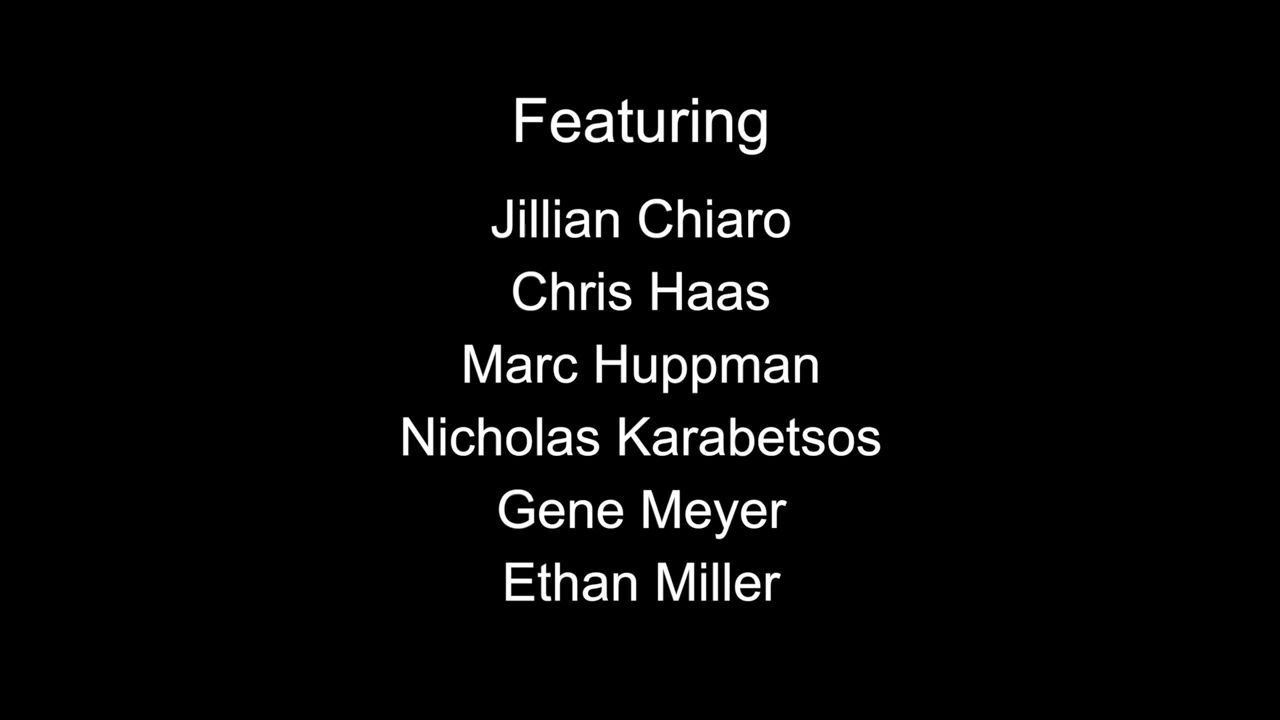 Featuring
Jillian Chiaro
Chris Haas
Marc Huppman
Nicholas Karabetsos
Gene Meyer
Ethan Miller